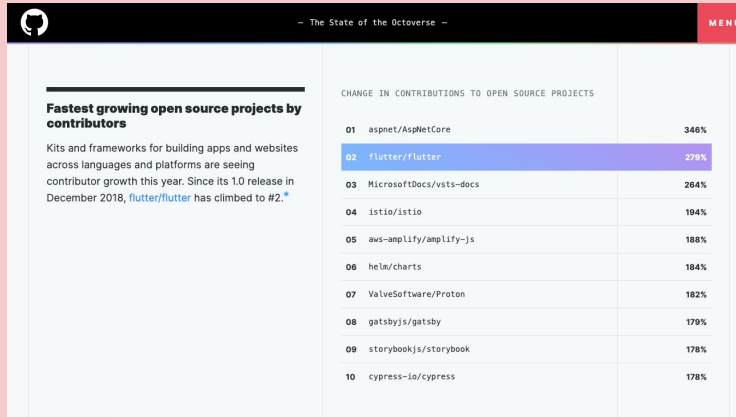 — The State of the Octoverse —
MENU
Fastest growing open source projects by
contributors
Kits and frameworks for building apps and websites
across languages and platforms are seeing
contributor growth this year. Since its 1.0 release in
December 2018, flutter/flutter has climbed to #2.*
CHANGE IN CONTRIBUTIONS TO OPEN SOURCE PROJECTS
01 aspnet/AspNetCore 346%
02 flutter/flutter 279%
03 MicrosoftDocs/vsts-docs 264%
04 istio/istio 194%
05 aws-amplify/amplify-js 188%
06 helm/charts 184%
07 ValveSoftware/Proton 182%
08 gatsbyjs/gatsby 179%
09 storybookjs/storybook 178%
10 cypress-io/cypress 178%